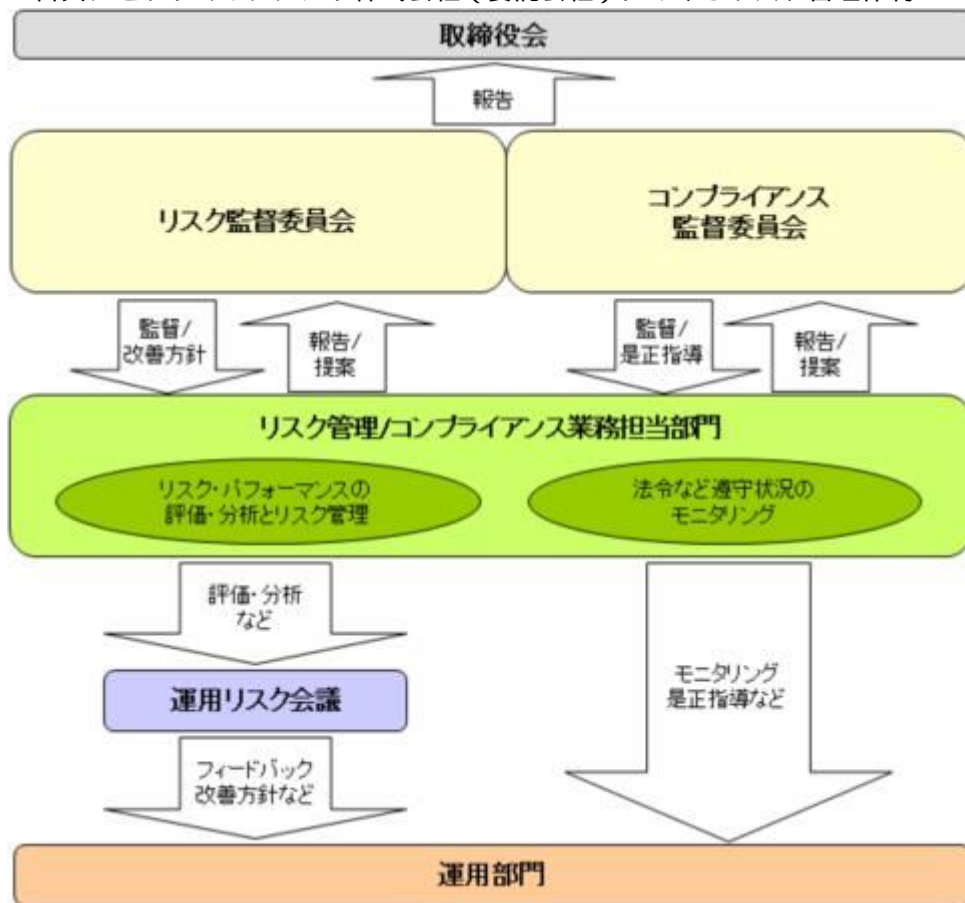 取締役会
報告
リスク監督委員会
コンプライアンス
監督委員会
監督/
改善方針
報告/
提案
監督/
是正指導
報告/
提案
リスク管理/コンプライアンス業務担当部門
リスク・パフォーマンスの
評価・分析とリスク管理
法令など遵守状況の
モニタリング
評価・分析
など
運用リスク会議
モニタリング
是正指導など
フィードバック
改善方針など
運用部門